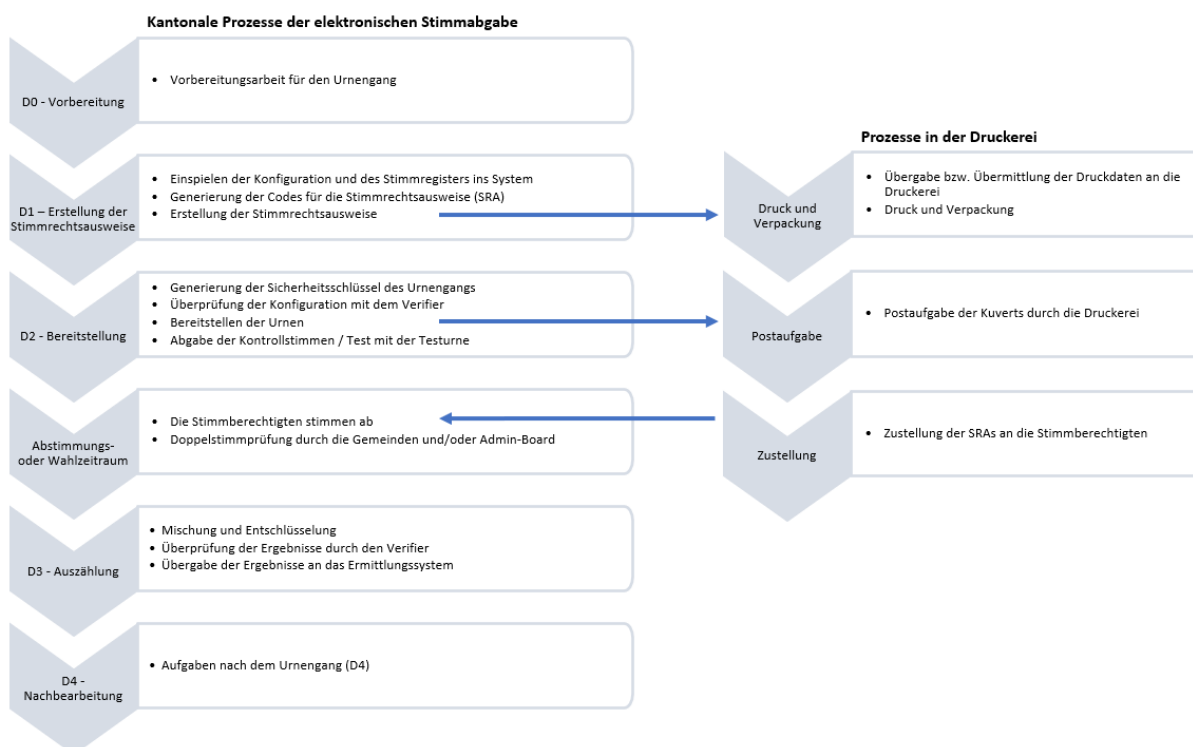 Kantonale Prozesse der elektronischen Stimmabgabe
D0 - Vorbereitung
• Vorbereitungsarbeit für den Urnengang
D1 – Erstellung der
Stimmrechtsausweise
• Einspielen der Konfiguration und des Stimmregisters ins System
• Generierung der Codes für die Stimmrechtsausweise (SRA)
• Erstellung der Stimmrechtsausweise
D2 - Bereitstellung
• Generierung der Sicherheitsschlüssel des Urnengangs
• Überprüfung der Konfiguration mit dem Verifier
• Bereitstellen der Urnen
• Abgabe der Kontrollstimmen / Test mit der Testurne
Abstimmungs-
oder Wahlzeitraum
• Die Stimmberechtigten stimmen ab
• Doppelstimmprüfung durch die Gemeinden und/oder Admin-Board
D3 - Auszählung
• Mischung und Entschlüsselung
• Überprüfung der Ergebnisse durch den Verifier
• Übergabe der Ergebnisse an das Ermittlungssystem
D4 -
Nachbearbeitung
• Aufgaben nach dem Urnengang (D4)
Prozesse in der Druckerei
Druck und
Verpackung
• Übergabe bzw. Übermittlung der Druckdaten an die
Druckerei
• Druck und Verpackung
Postaufgabe
• Postaufgabe der Kuverts durch die Druckerei
Zustellung
• Zustellung der SRAs an die Stimmberechtigten